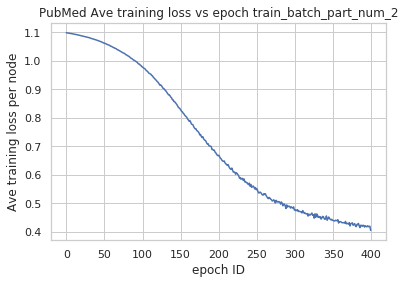 PubMed Ave training loss vs epoch train_batch_part_num_2
1.1
1.0
0.9
0.8
0.7
0.6
0.5
0.4
Ave training loss per node
0 50 100 150 200 250 300 350 400
epoch ID